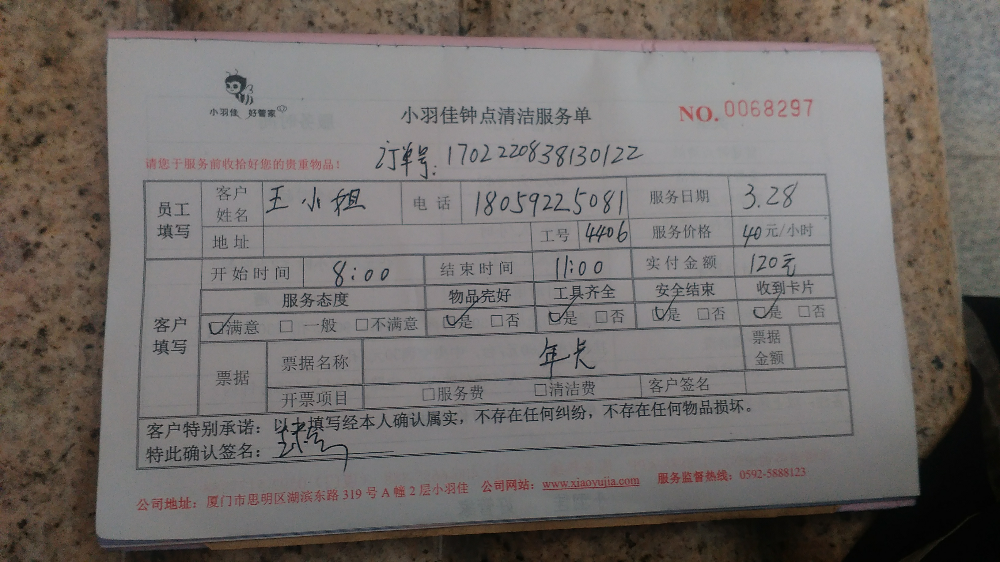 小羽佳 好管家
小羽佳钟点清洁服务单
NO. 0068297
请您于服务前收拾好您的贵重物品！
订单号: 1702220838130122
员工填写 客户姓名 王小姐 电话 18059225081 服务日期 3.28
地址 工号 4406 服务价格 40元/小时
客户填写 开始时间 8:00 结束时间 11:00 实付金额 120元
服务态度 物品完好 工具齐全 安全结束 收到卡片
☑满意 □一般 □不满意 ☑是 □否 ☑是 □否 ☑是 □否 ☑是 □否
票据 票据名称 年卡 票据金额
开票项目 □服务费 □清洁费 客户签名
客户特别承诺：以上填写经本人确认属实，不存在任何纠纷，不存在任何物品损坏。
特此确认签名：
公司地址：厦门市思明区湖滨东路 319 号 A 幢 2 层小羽佳 公司网站：www.xiaoyujia.com 服务监督热线：0592-5888123